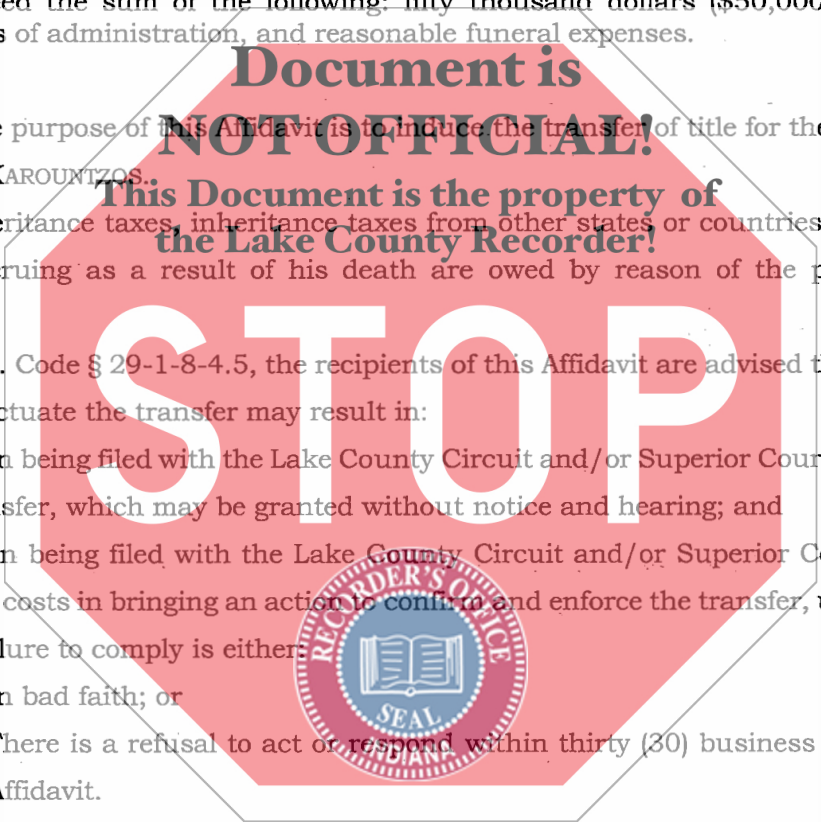 ed the sum of the following: fifty thousand dollars ($50,000
s of administration, and reasonable funeral expenses.
Document is
e purpose of this Affidavit is to induce the transfer of title for the
NOT OFFICIAL!
KAROUNTZOS.
This Document is the property of
eritance taxes, inheritance taxes from other states or countries
the Lake County Recorder!
ruing as a result of his death are owed by reason of the p
STOP
. Code § 29-1-8-4.5, the recipients of this Affidavit are advised t
ctuate the transfer may result in:
n being filed with the Lake County Circuit and/or Superior Cour
sfer, which may be granted without notice and hearing; and
n being filed with the Lake County Circuit and/or Superior C
costs in bringing an action to confirm and enforce the transfer, u
lure to comply is either:
n bad faith; or
There is a refusal to act or respond within thirty (30) business
Affidavit.
RECORDER'S OFFICE
SEAL
INDIANA